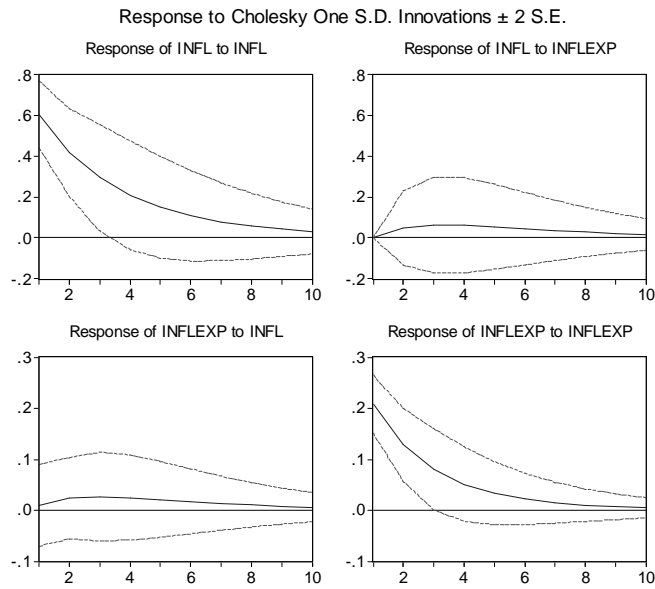 Response to Cholesky One S.D. Innovations ± 2 S.E.
Response of INFL to INFL
.8
.6
.4
.2
.0
-.2
2 4 6 8 10
Response of INFL to INFLEXP
.8
.6
.4
.2
.0
-.2
2 4 6 8 10
Response of INFLEXP to INFL
.3
.2
.1
.0
-.1
2 4 6 8 10
Response of INFLEXP to INFLEXP
.3
.2
.1
.0
-.1
2 4 6 8 10